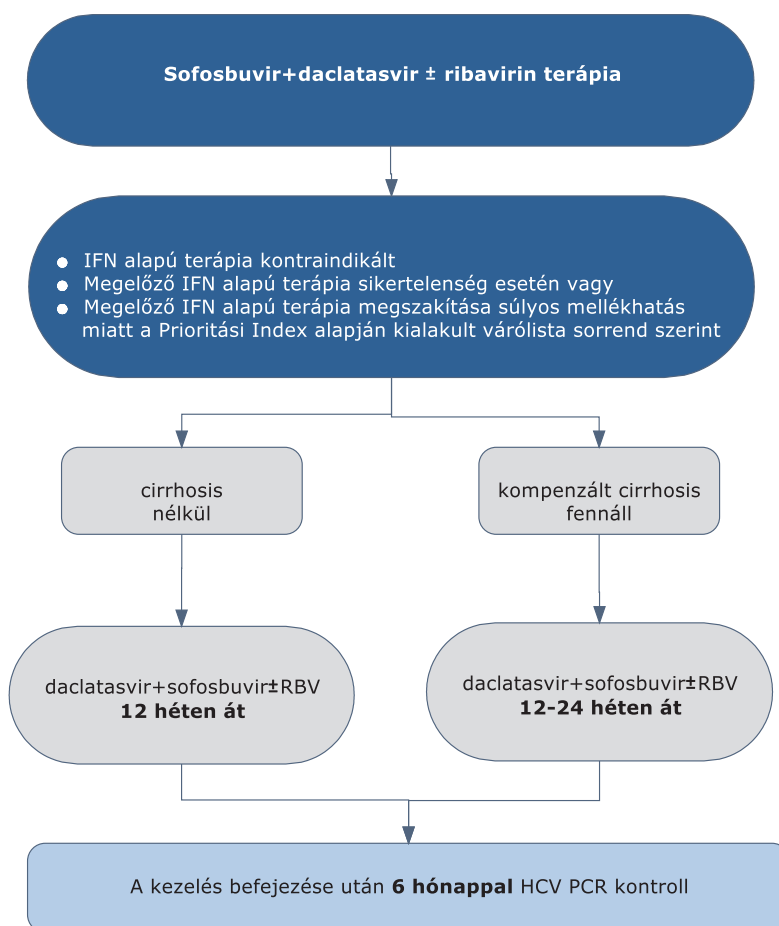 Sofosbuvir+daclatasvir ± ribavirin terápia
● IFN alapú terápia kontraindikált
● Megelőző IFN alapú terápia sikertelenség esetén vagy
● Megelőző IFN alapú terápia megszakítása súlyos mellékhatás
miatt a Prioritási Index alapján kialakult várólista sorrend szerint
cirrhosis
nélkül
kompenzált cirrhosis
fennáll
daclatasvir+sofosbuvir±RBV
12 héten át
daclatasvir+sofosbuvir±RBV
12-24 héten át
A kezelés befejezése után 6 hónappal HCV PCR kontroll